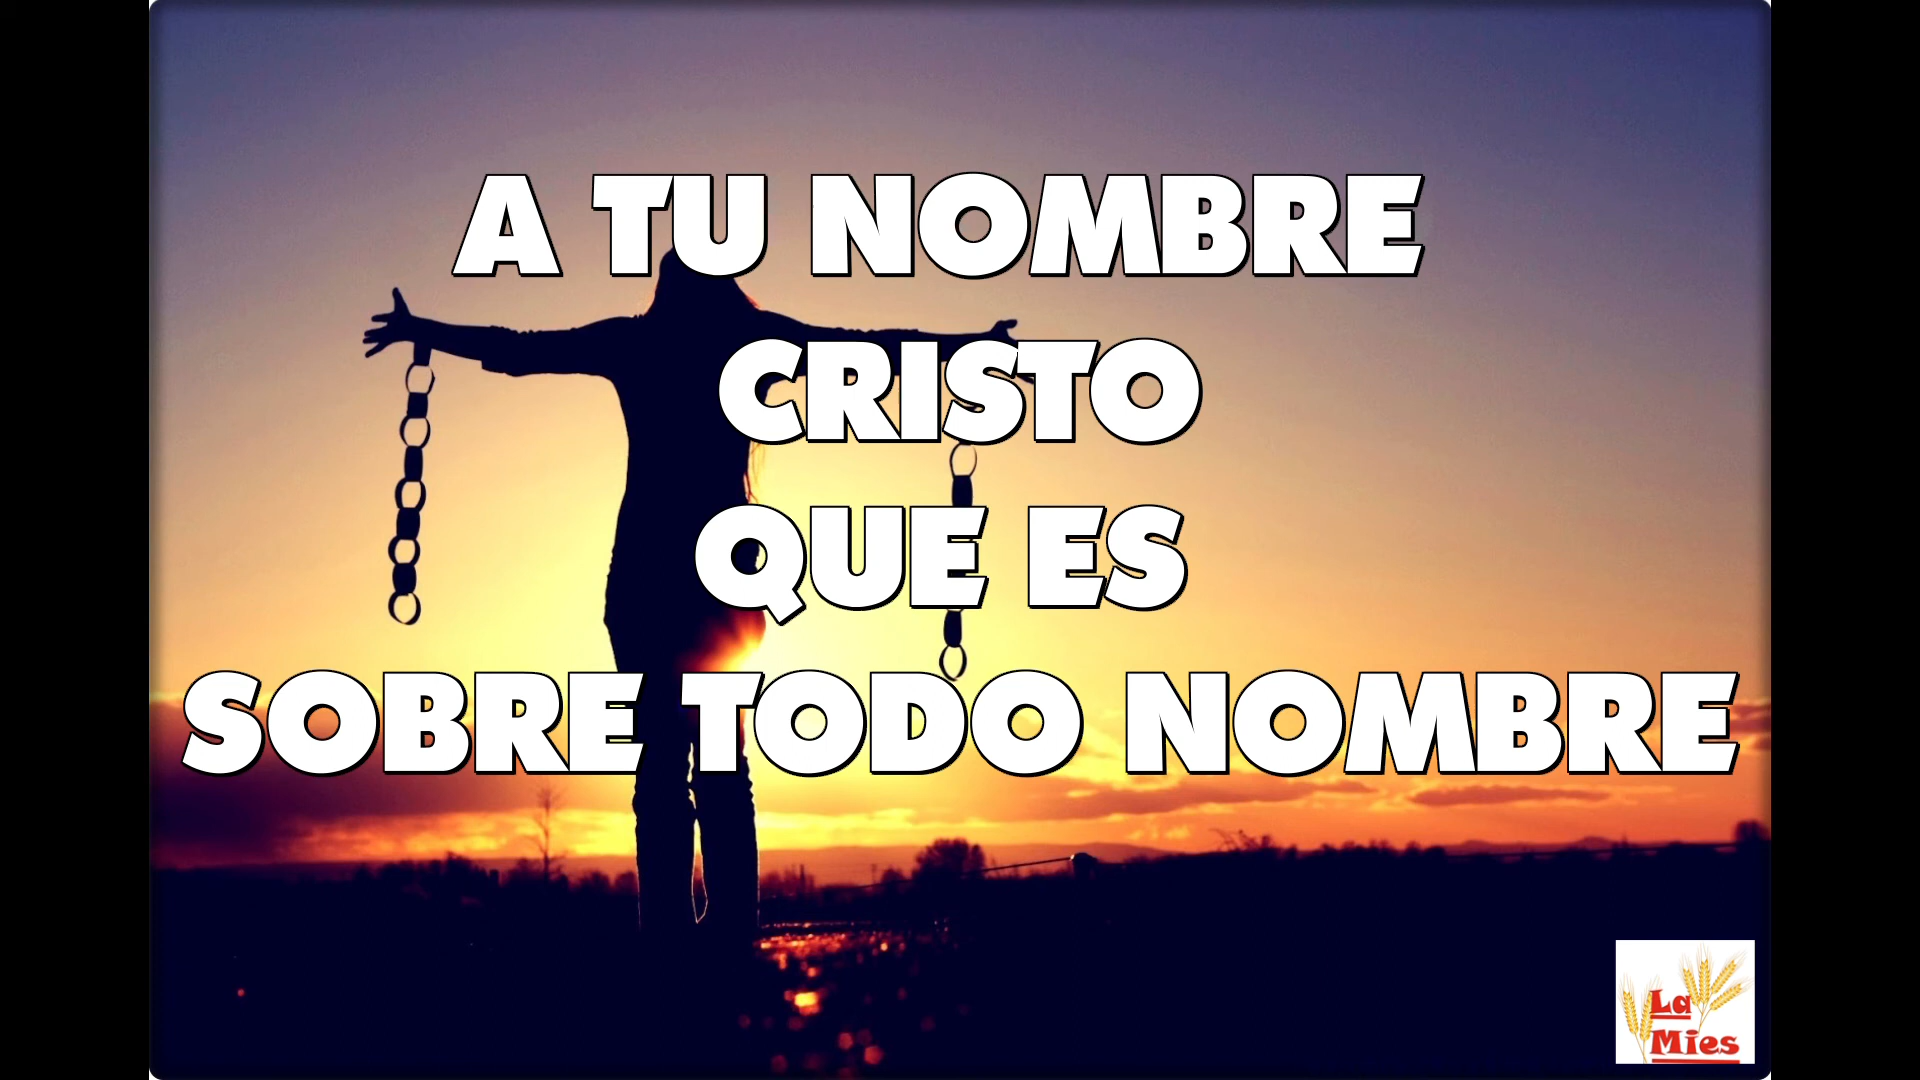 A TU NOMBRE
CRISTO
QUE ES
SOBRE TODO NOMBRE
La
Mies